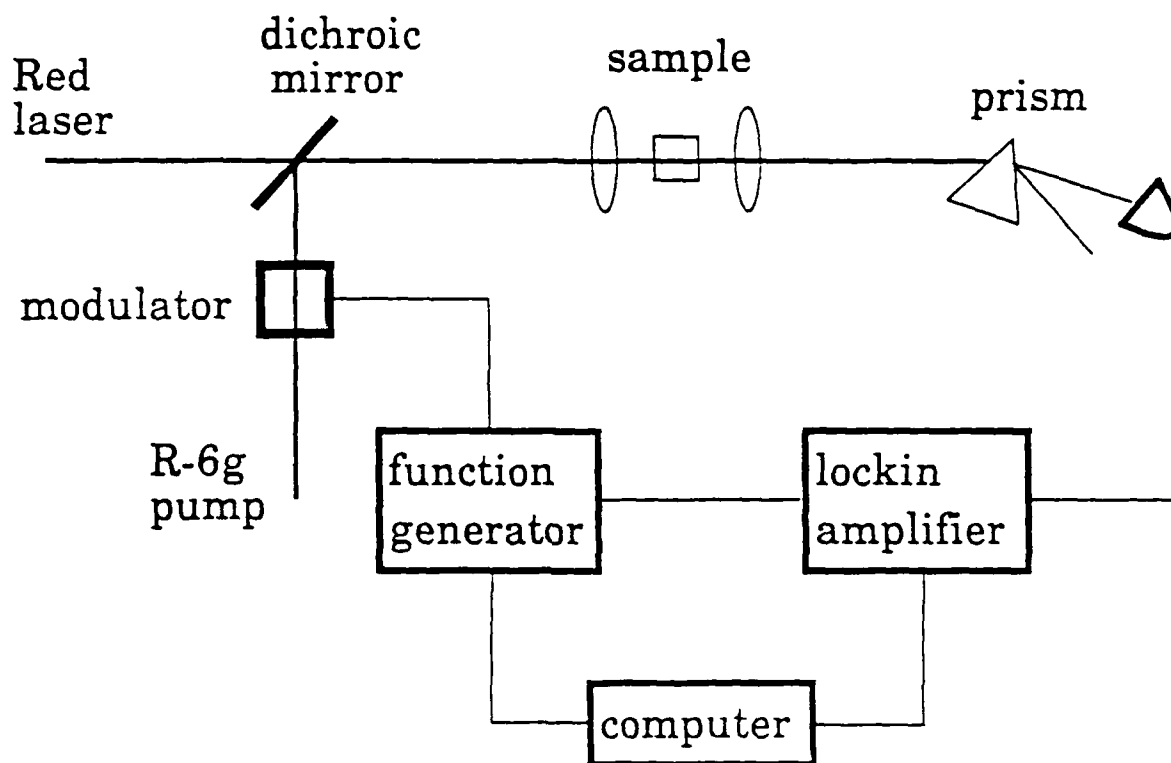 dichroic
mirror
Red
laser
sample
prism
modulator
R-6g
pump
function
generator
lockin
amplifier
computer